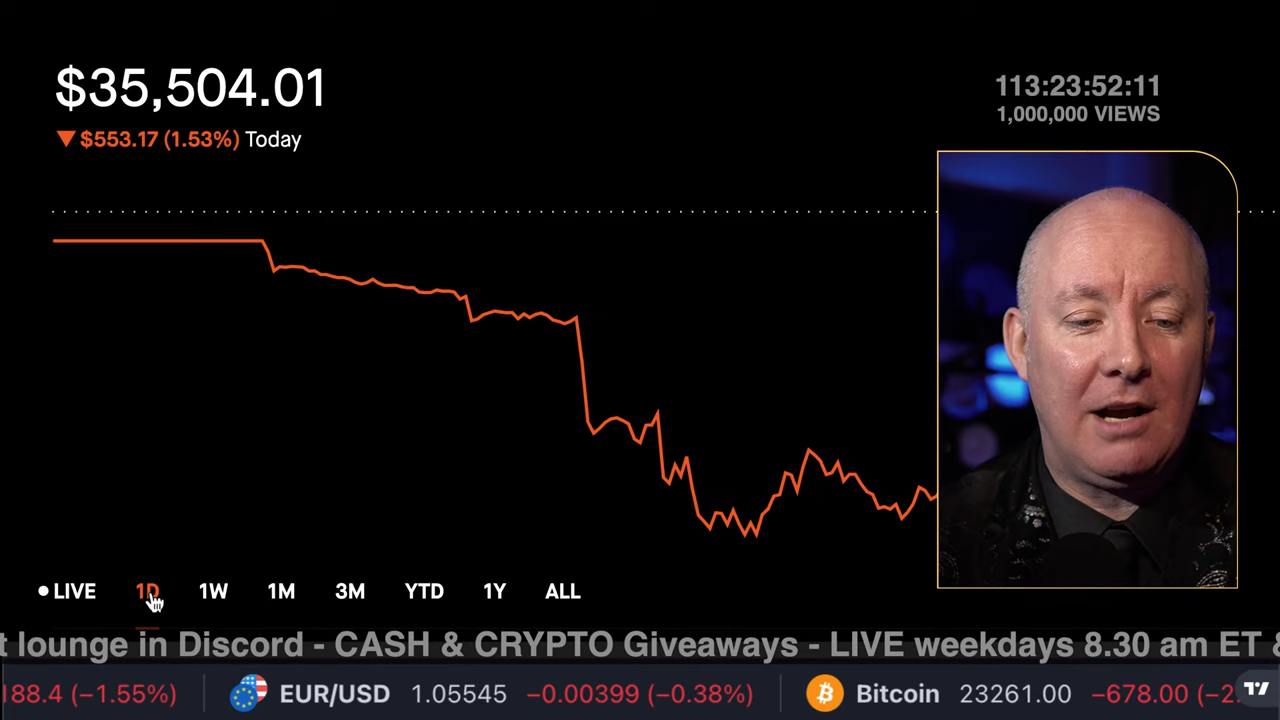 $35,504.01
▼ $553.17 (1.53%) Today
113:23:52:11
1,000,000 VIEWS
LIVE 1D 1W 1M 3M YTD 1Y ALL
t lounge in Discord - CASH & CRYPTO Giveaways - LIVE weekdays 8.30 am ET &
188.4 (−1.55%) EUR/USD 1.05545 −0.00399 (−0.38%) Bitcoin 23261.00 −678.00 (−2.